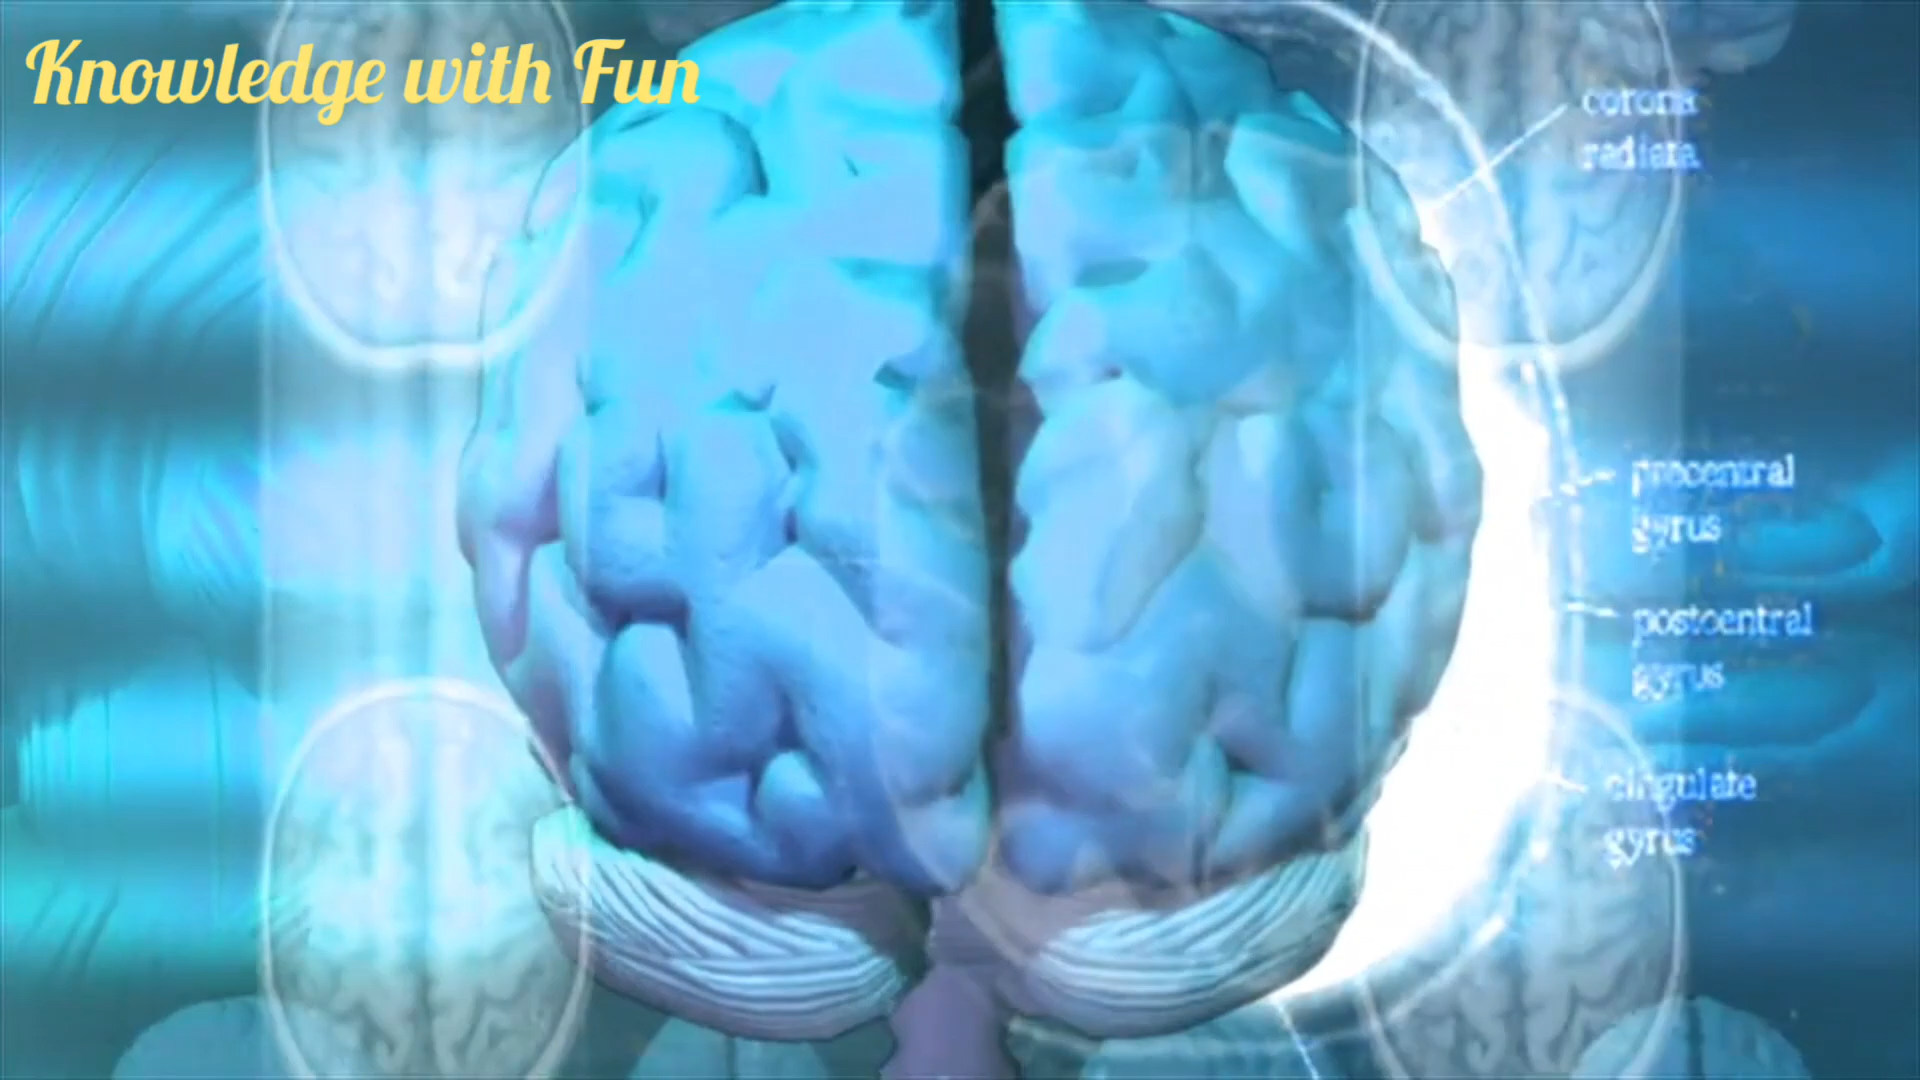 Knowledge with Fun
corona
radiata
precentral
gyrus
postcentral
gyrus
cingulate
gyrus